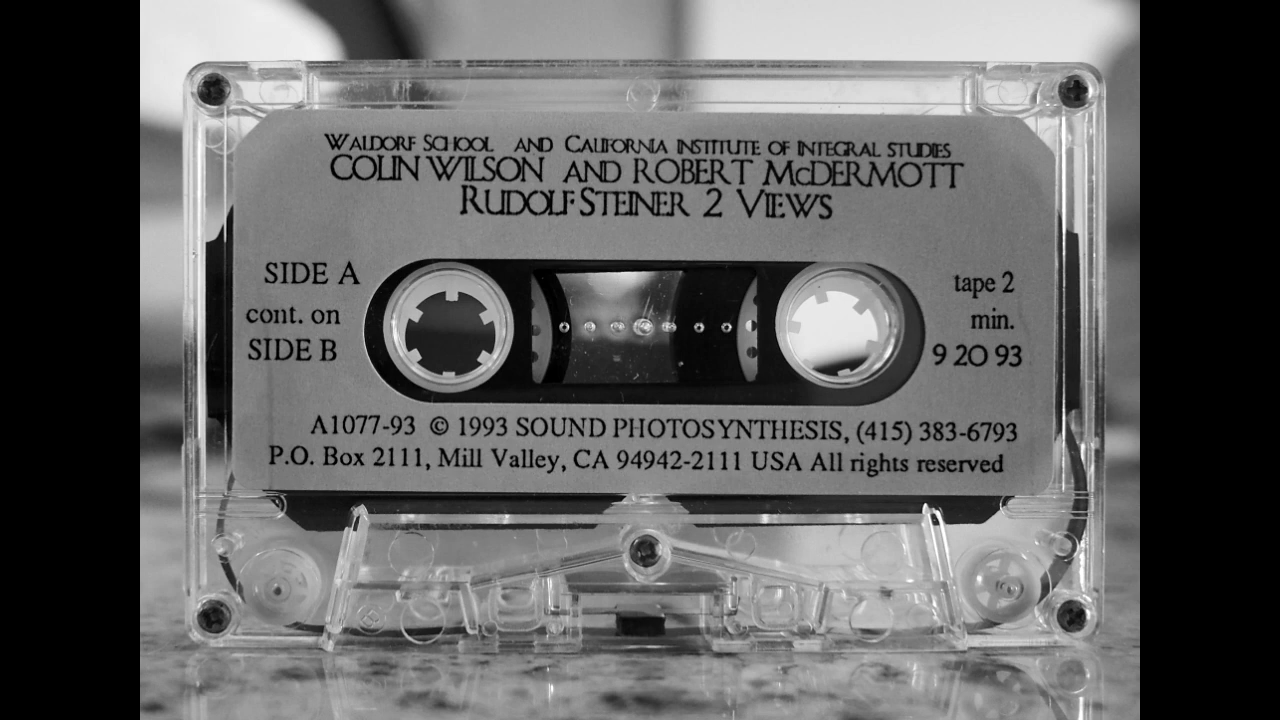 WALDORF SCHOOL AND CALIFORNIA INSTITUTE OF INTEGRAL STUDIES
COLIN WILSON AND ROBERT McDERMOTT
RUDOLF STEINER 2 VIEWS
SIDE A
cont. on
SIDE B
tape 2
min.
9 20 93
A1077-93 © 1993 SOUND PHOTOSYNTHESIS, (415) 383-6793
P.O. Box 2111, Mill Valley, CA 94942-2111 USA All rights reserved